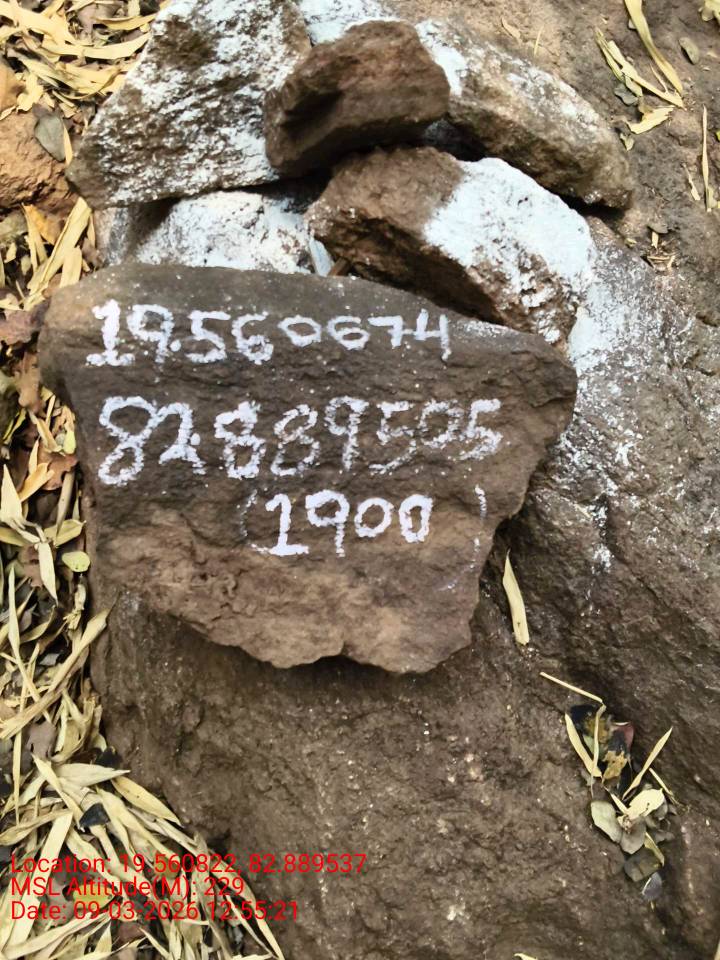 19.560674
82.889505
(1900)
Location: 19.560822, 82.889537
MSL Altitude(M): 229
Date: 09-03-2026 12:55:21